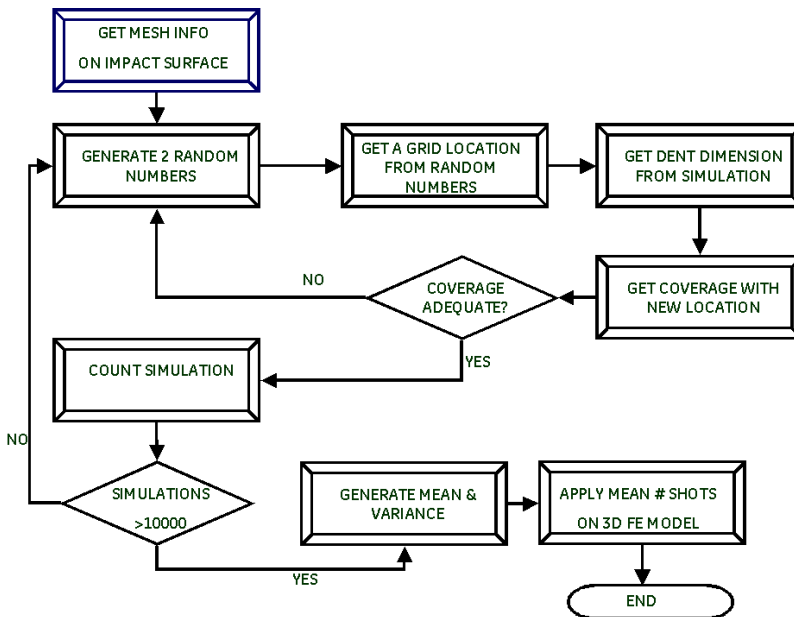 GET MESH INFO
ON IMPACT SURFACE
GENERATE 2 RANDOM
NUMBERS
GET A GRID LOCATION
FROM RANDOM
NUMBERS
GET DENT DIMENSION
FROM SIMULATION
GET COVERAGE WITH
NEW LOCATION
COVERAGE
ADEQUATE?
NO
YES
COUNT SIMULATION
SIMULATIONS
>10000
NO
YES
GENERATE MEAN &
VARIANCE
APPLY MEAN # SHOTS
ON 3D FE MODEL
END